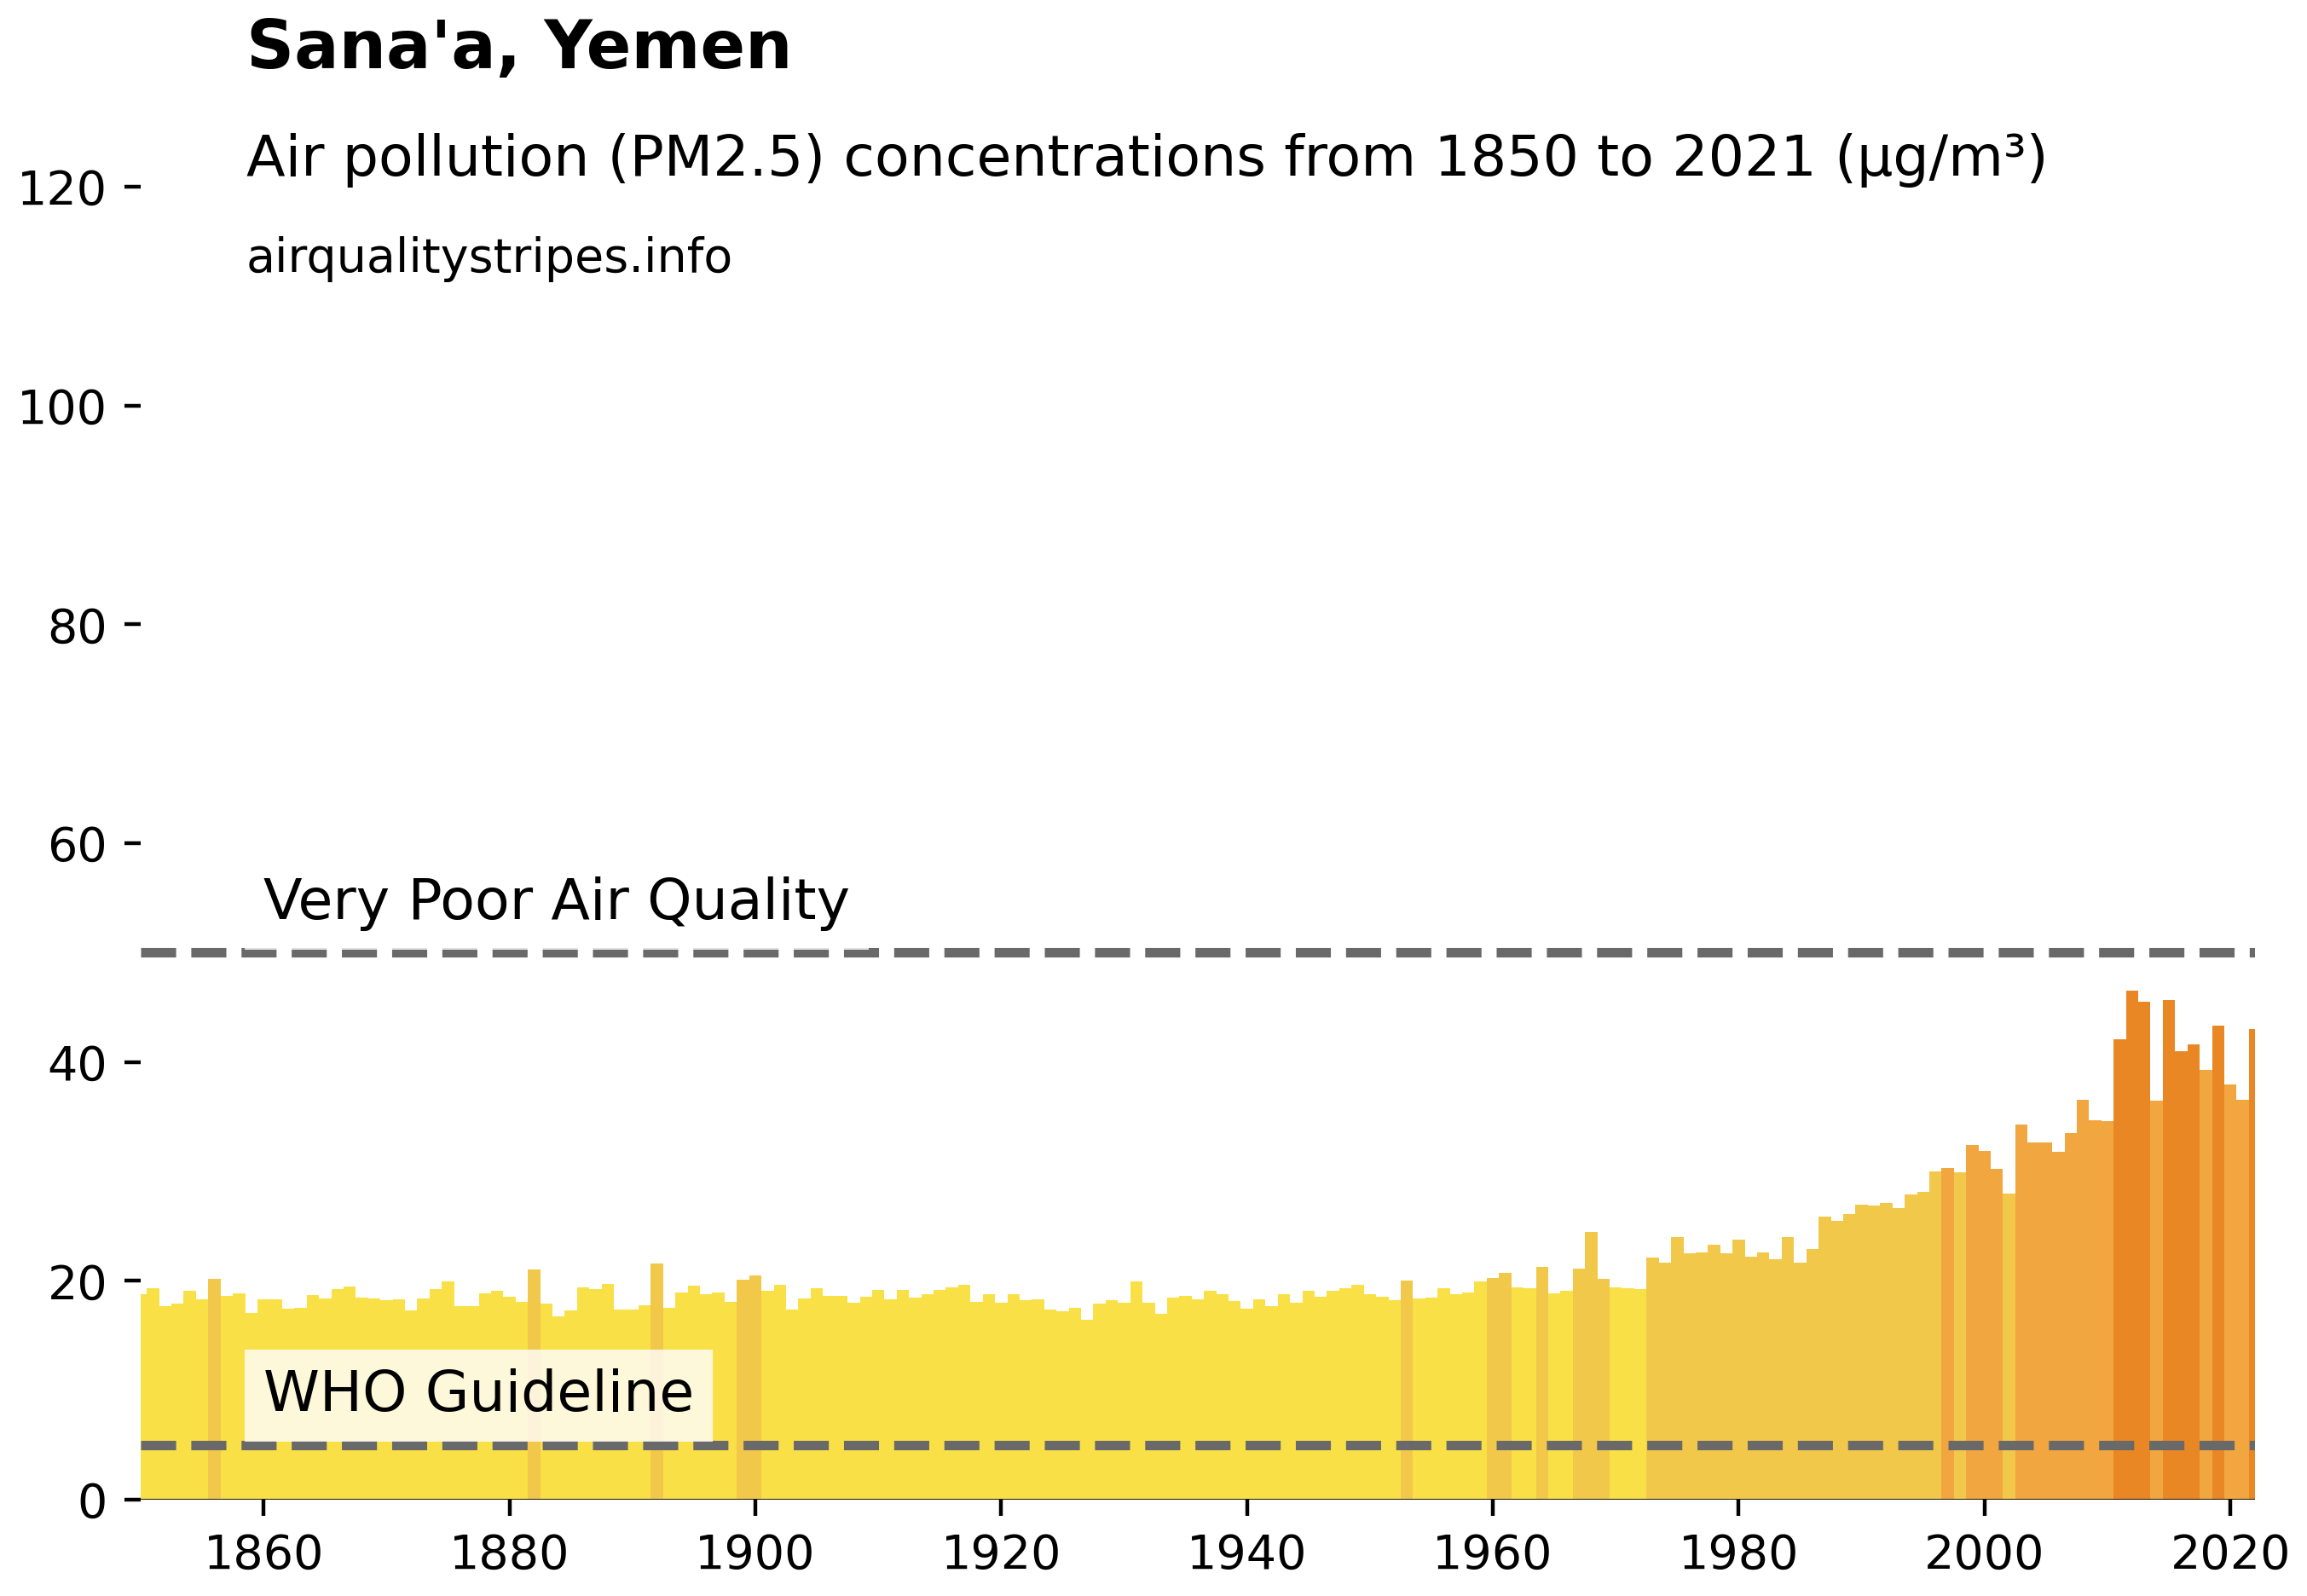 Sana'a, Yemen
Air pollution (PM2.5) concentrations from 1850 to 2021 (μg/m³)
airqualitystripes.info
120
100
80
60
Very Poor Air Quality
40
20
WHO Guideline
0
1860 1880 1900 1920 1940 1960 1980 2000 2020